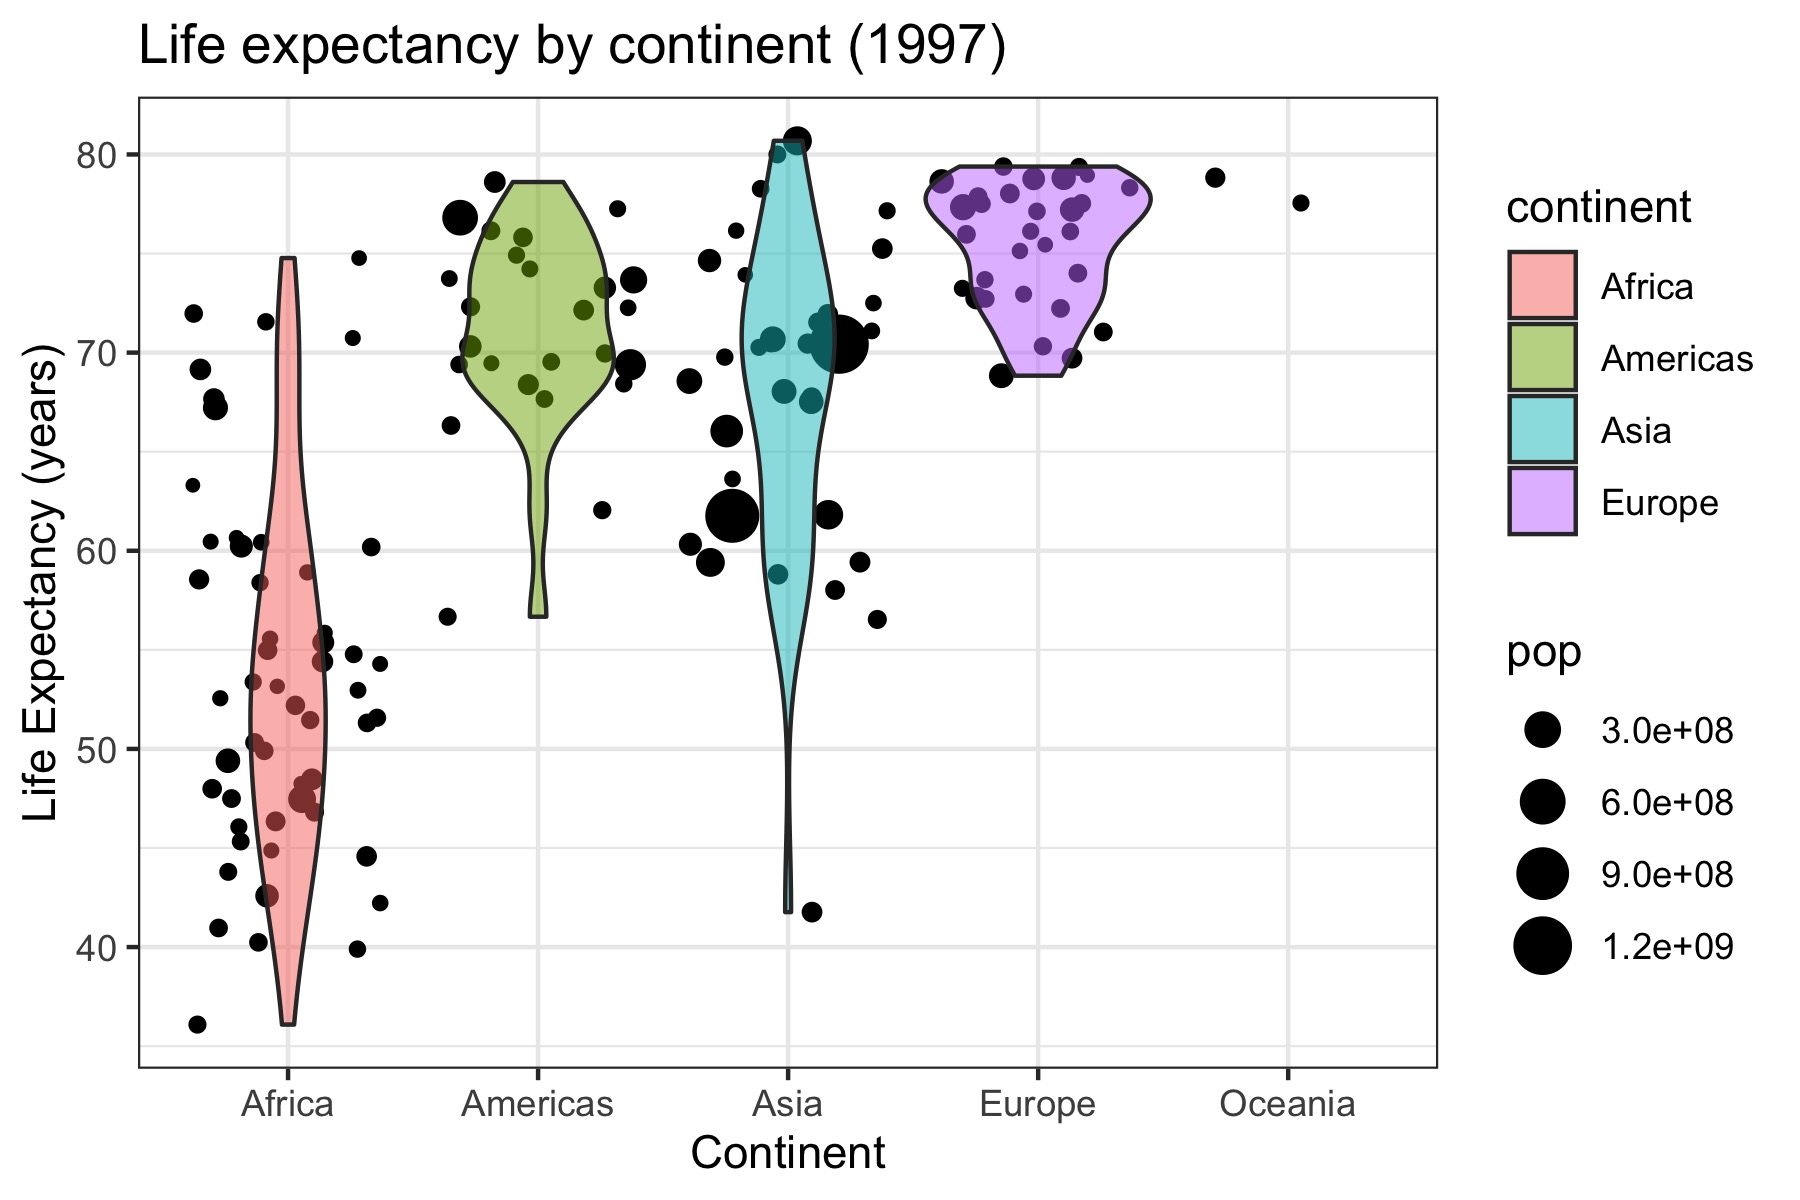 Life expectancy by continent (1997)
Life Expectancy (years)
80
70
60
50
40
Africa
Americas
Asia
Europe
Oceania
Continent
continent
Africa
Americas
Asia
Europe
pop
3.0e+08
6.0e+08
9.0e+08
1.2e+09